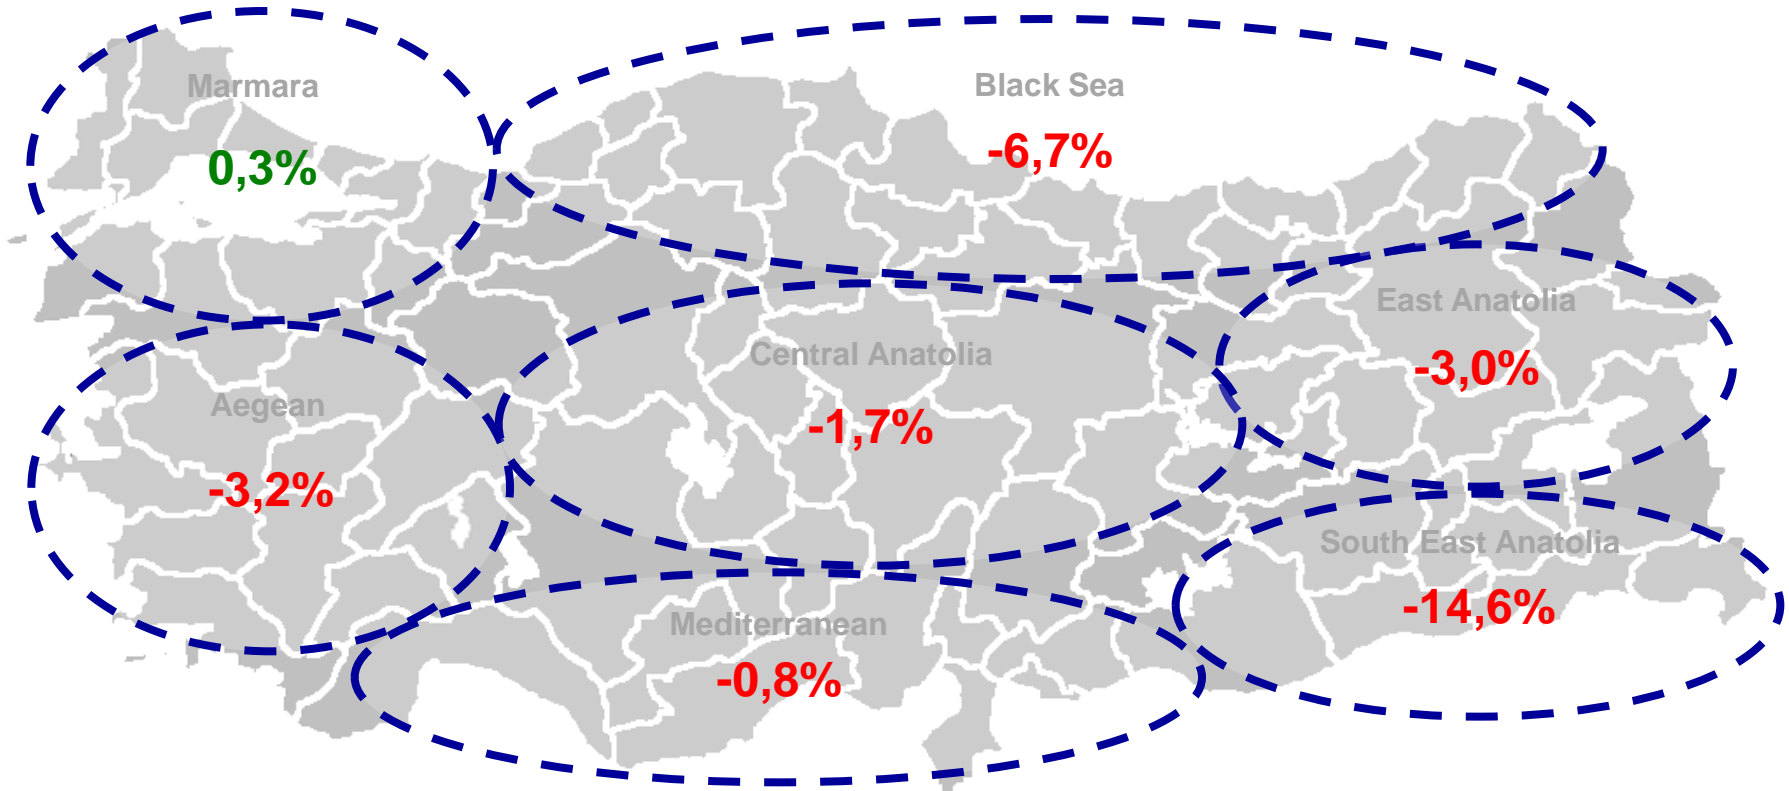 Marmara
0,3%
Black Sea
-6,7%
East Anatolia
-3,0%
Central Anatolia
-1,7%
Aegean
-3,2%
South East Anatolia
-14,6%
Mediterranean
-0,8%